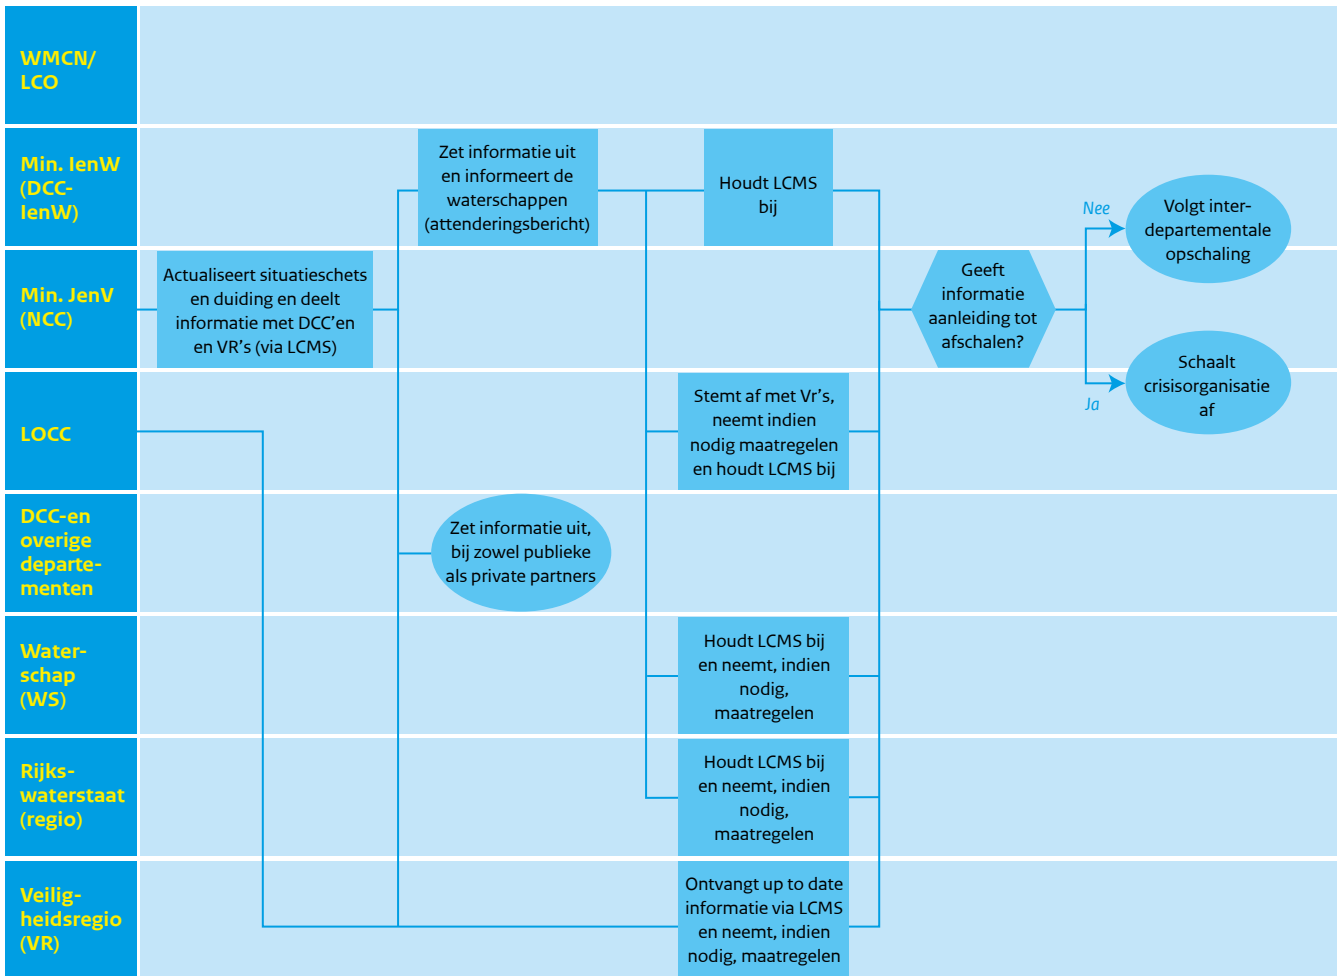 WMCN/
LCO
Min. IenW
(DCC-
IenW)
Zet informatie uit
en informeert de
waterschappen
(attenderingsbericht)
Houdt LCMS
bij
Nee
Volgt inter-
departementale
opschaling
Min. JenV
(NCC)
Actualiseert situatieschets
en duiding en deelt
informatie met DCC’en
en VR’s (via LCMS)
Geeft
informatie
aanleiding tot
afschalen?
Ja
Schaalt
crisisorganisatie
af
LOCC
Stemt af met Vr’s,
neemt indien
nodig maatregelen
en houdt LCMS bij
DCC-en
overige
departe-
menten
Zet informatie uit,
bij zowel publieke
als private partners
Water-
schap
(WS)
Houdt LCMS bij
en neemt, indien
nodig,
maatregelen
Rijks-
waterstaat
(regio)
Houdt LCMS bij
en neemt, indien
nodig,
maatregelen
Veilig-
heidsregio
(VR)
Ontvangt up to date
informatie via LCMS
en neemt, indien
nodig, maatregelen